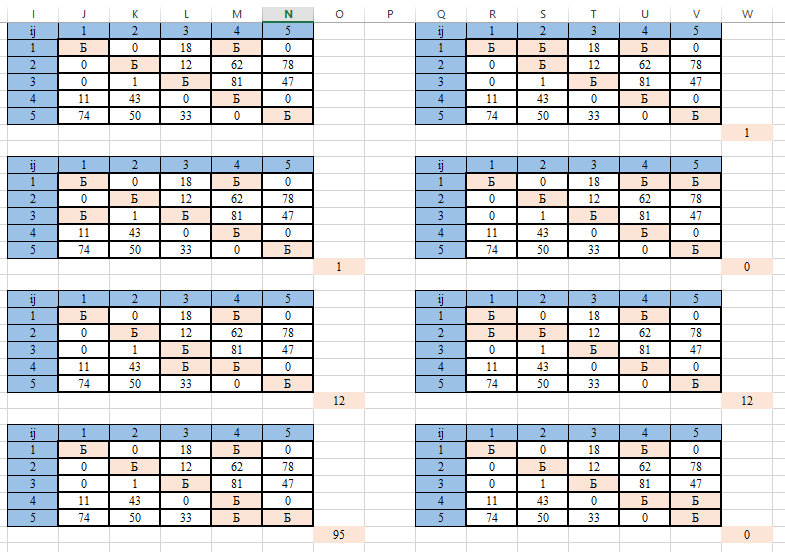 I J K L M N O P Q R S T U V W
ij 1 2 3 4 5 ij 1 2 3 4 5
1 Б 0 18 Б 0 1 Б Б 18 Б 0
2 0 Б 12 62 78 2 0 Б 12 62 78
3 0 1 Б 81 47 3 0 1 Б 81 47
4 11 43 0 Б 0 4 11 43 0 Б 0
5 74 50 33 0 Б 5 74 50 33 0 Б
1
ij 1 2 3 4 5 ij 1 2 3 4 5
1 Б 0 18 Б 0 1 Б 0 18 Б Б
2 0 Б 12 62 78 2 0 Б 12 62 78
3 Б 1 Б 81 47 3 0 1 Б 81 47
4 11 43 0 Б 0 4 11 43 0 Б 0
5 74 50 33 0 Б 5 74 50 33 0 Б
1 0
ij 1 2 3 4 5 ij 1 2 3 4 5
1 Б 0 18 Б 0 1 Б 0 18 Б 0
2 0 Б 12 62 78 2 Б Б 12 62 78
3 0 1 Б 81 47 3 0 1 Б 81 47
4 11 43 Б Б 0 4 11 43 0 Б 0
5 74 50 33 0 Б 5 74 50 33 0 Б
12 12
ij 1 2 3 4 5 ij 1 2 3 4 5
1 Б 0 18 Б 0 1 Б 0 18 Б 0
2 0 Б 12 62 78 2 0 Б 12 62 78
3 0 1 Б 81 47 3 0 1 Б 81 47
4 11 43 0 Б 0 4 11 43 0 Б Б
5 74 50 33 Б Б 5 74 50 33 0 Б
95 0